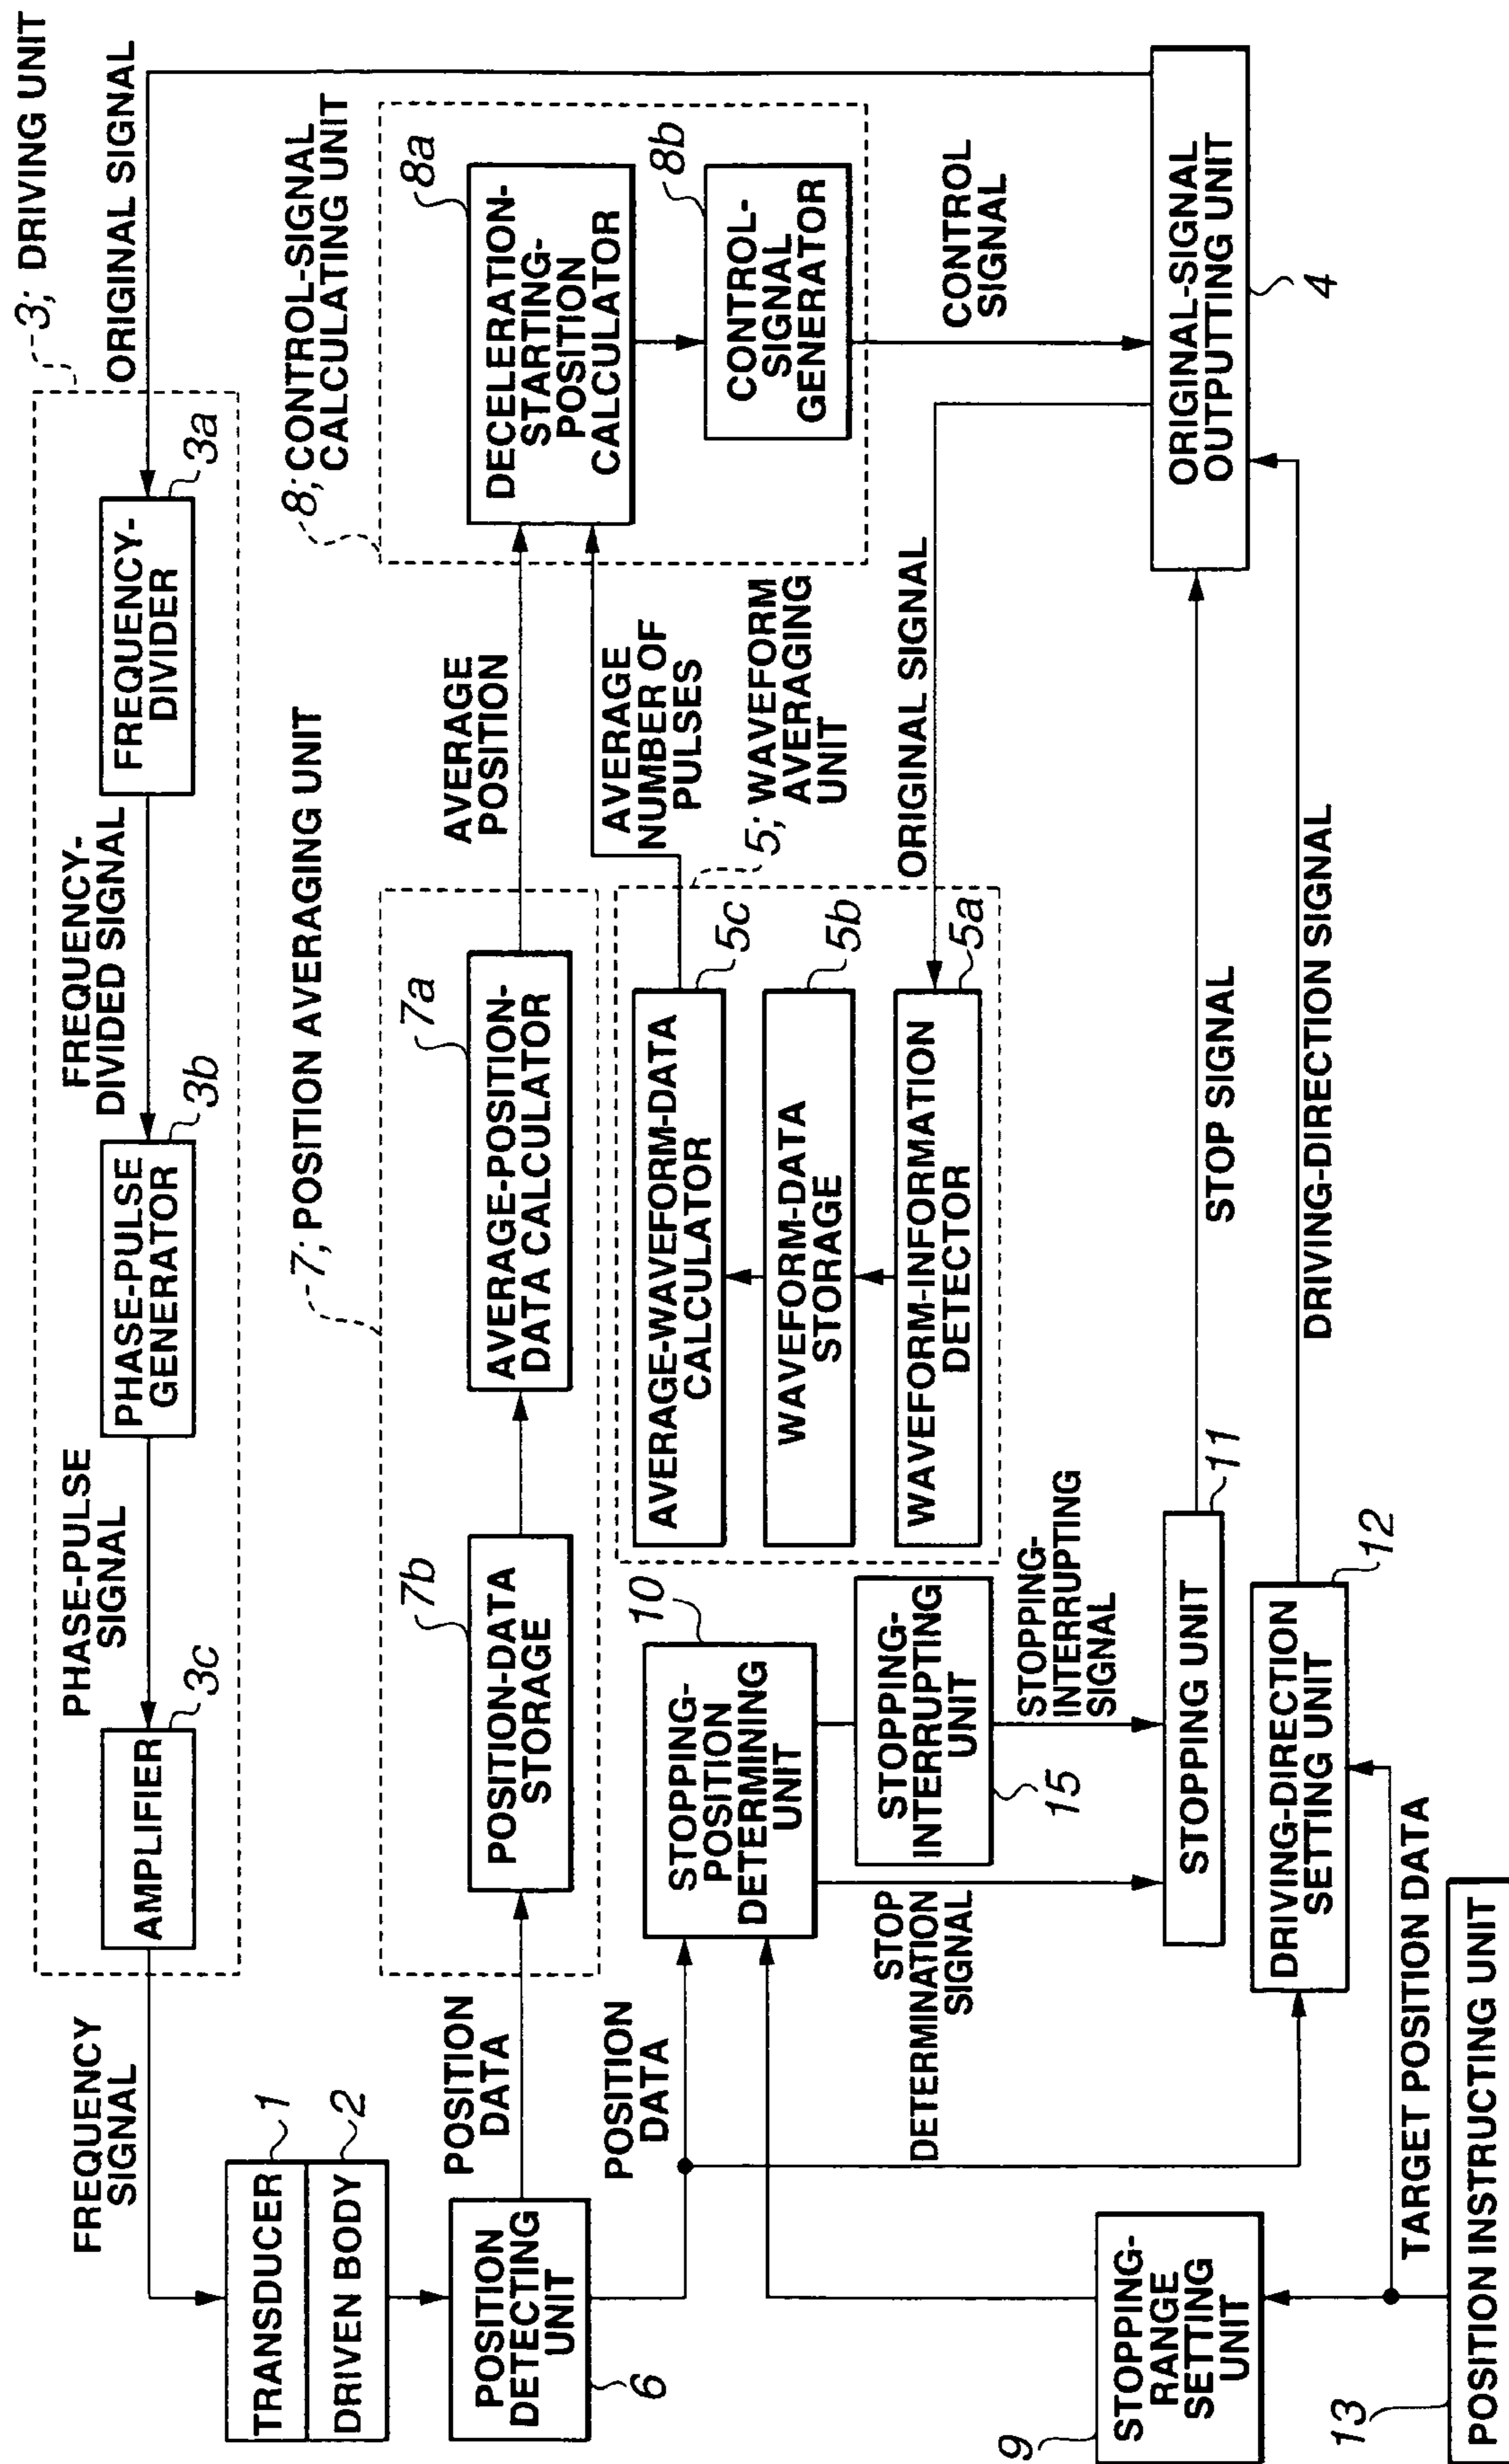 3; DRIVING UNIT
ORIGINAL SIGNAL
3a
FREQUENCY-
DIVIDER
FREQUENCY-
DIVIDED SIGNAL
3b
PHASE-PULSE
GENERATOR
PHASE-PULSE
SIGNAL
3c
AMPLIFIER
FREQUENCY
SIGNAL
TRANSDUCER
1
DRIVEN BODY
2
POSITION
DETECTING
UNIT
6
POSITION
DATA
7; POSITION AVERAGING UNIT
7b
POSITION-DATA
STORAGE
7a
AVERAGE-POSITION-
DATA CALCULATOR
AVERAGE
POSITION
8; CONTROL-SIGNAL
CALCULATING UNIT
8a
DECELERATION-
STARTING-
POSITION
CALCULATOR
8b
CONTROL-
SIGNAL
GENERATOR
CONTROL
SIGNAL
AVERAGE
NUMBER OF
PULSES
5; WAVEFORM
AVERAGING
UNIT
5c
AVERAGE-WAVEFORM-DATA
CALCULATOR
5b
WAVEFORM-DATA
STORAGE
5a
WAVEFORM-INFORMATION
DETECTOR
ORIGINAL SIGNAL
ORIGINAL-SIGNAL
OUTPUTTING UNIT
4
POSITION
DATA
10
STOPPING-
POSITION
DETERMINING
UNIT
STOPPING-
INTERRUPTING
UNIT
15
STOPPING-
INTERRUPTING
SIGNAL
STOP
DETERMINATION
SIGNAL
STOPPING UNIT
11
STOP SIGNAL
DRIVING-DIRECTION
SETTING UNIT
12
DRIVING-DIRECTION SIGNAL
STOPPING-
RANGE
SETTING
UNIT
9
TARGET POSITION DATA
POSITION INSTRUCTING UNIT
13